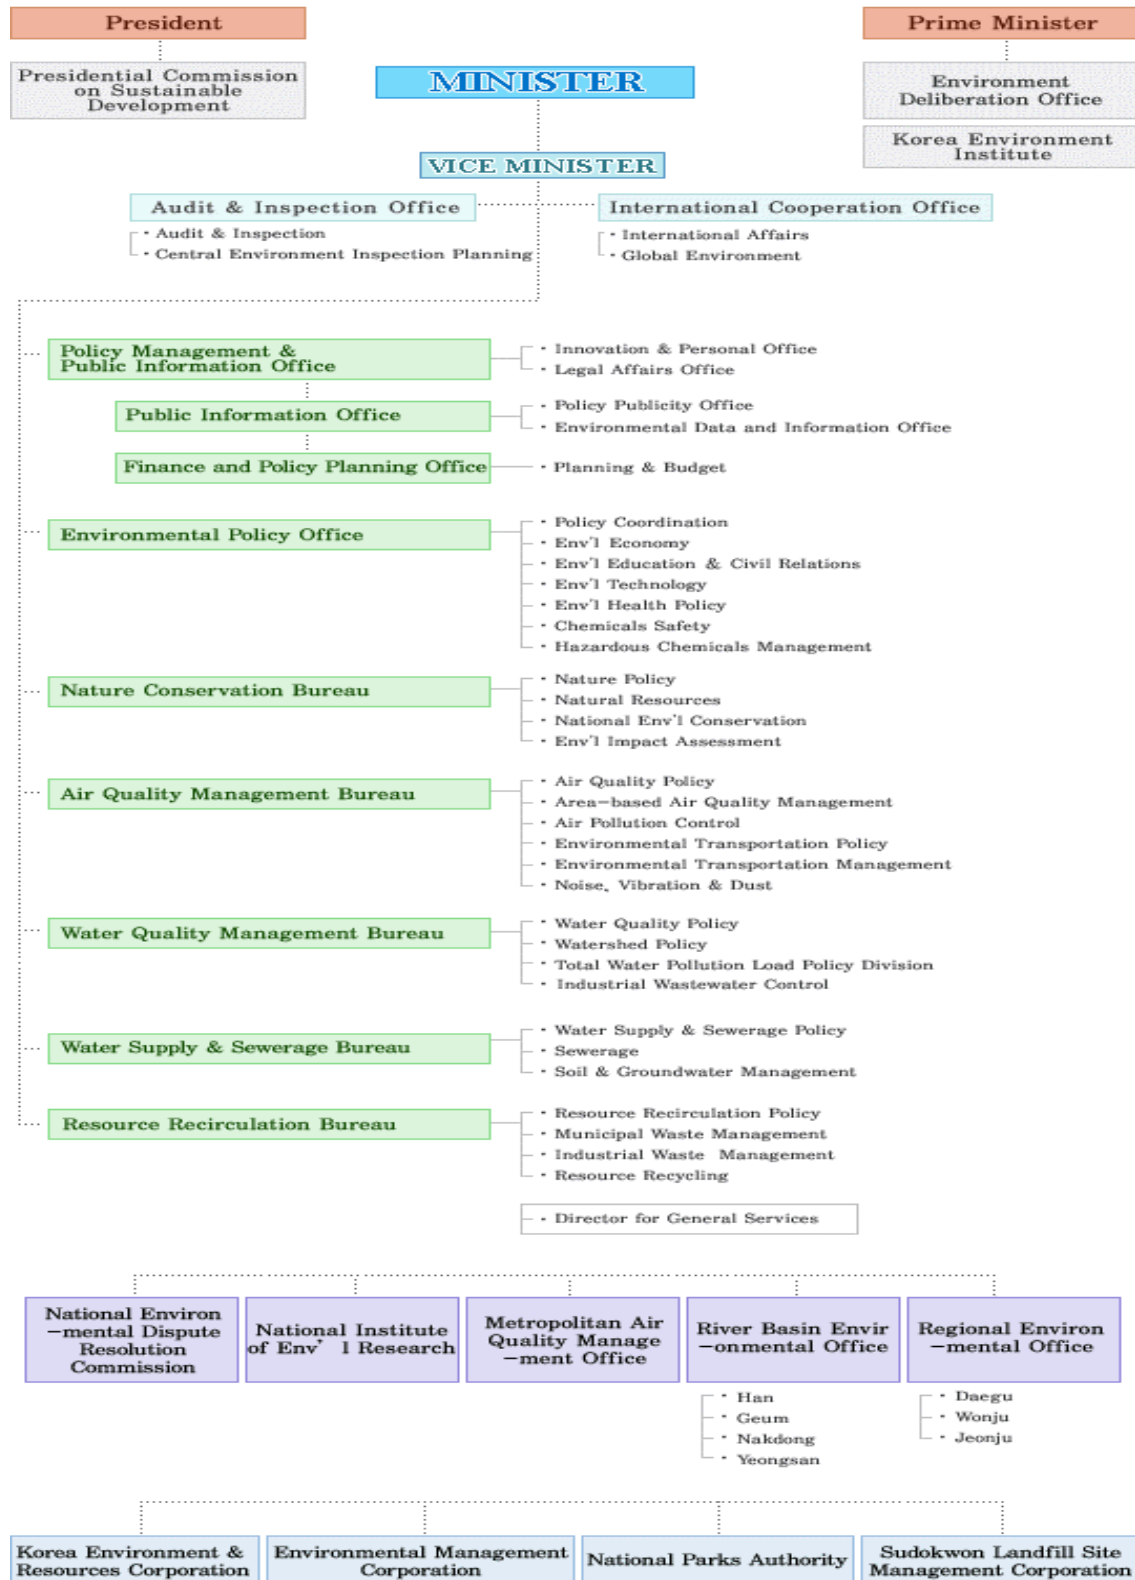 President
Prime Minister
Presidential Commission
on Sustainable
Development
MINISTER
Environment
Deliberation Office
Korea Environment
Institute
VICE MINISTER
Audit & Inspection Office
International Cooperation Office
· Audit & Inspection
· Central Environment Inspection Planning
· International Affairs
· Global Environment
Policy Management &
Public Information Office
· Innovation & Personal Office
· Legal Affairs Office
Public Information Office
· Policy Publicity Office
· Environmental Data and Information Office
Finance and Policy Planning Office
· Planning & Budget
Environmental Policy Office
· Policy Coordination
· Env'l Economy
· Env'l Education & Civil Relations
· Env'l Technology
· Env'l Health Policy
· Chemicals Safety
· Hazardous Chemicals Management
Nature Conservation Bureau
· Nature Policy
· Natural Resources
· National Env'l Conservation
· Env'l Impact Assessment
Air Quality Management Bureau
· Air Quality Policy
· Area-based Air Quality Management
· Air Pollution Control
· Environmental Transportation Policy
· Environmental Transportation Management
· Noise, Vibration & Dust
Water Quality Management Bureau
· Water Quality Policy
· Watershed Policy
· Total Water Pollution Load Policy Division
· Industrial Wastewater Control
Water Supply & Sewerage Bureau
· Water Supply & Sewerage Policy
· Sewerage
· Soil & Groundwater Management
Resource Recirculation Bureau
· Resource Recirculation Policy
· Municipal Waste Management
· Industrial Waste Management
· Resource Recycling
· Director for General Services
National Environ
-mental Dispute
Resolution
Commission
National Institute
of Env' l Research
Metropolitan Air
Quality Manage
-ment Office
River Basin Envir
-onmental Office
Regional Environ
-mental Office
· Han
· Geum
· Nakdong
· Yeongsan
· Daegu
· Wonju
· Jeonju
Korea Environment &
Resources Corporation
Environmental Management
Corporation
National Parks Authority
Sudokwon Landfill Site
Management Corporation